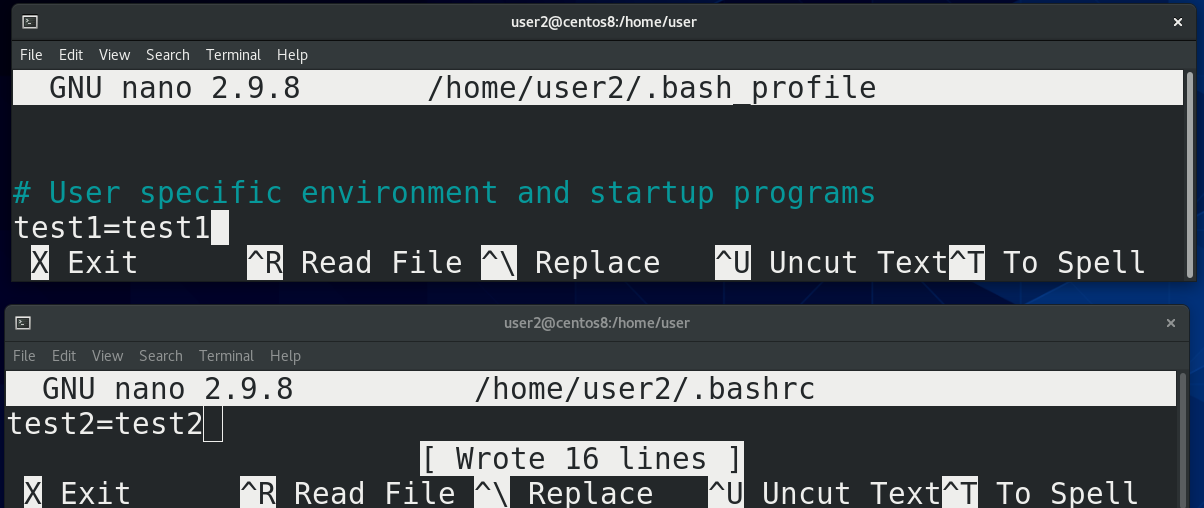 user2@centos8:/home/user
File Edit View Search Terminal Help
GNU nano 2.9.8 /home/user2/.bash_profile
# User specific environment and startup programs
test1=test1
X Exit ^R Read File ^\ Replace ^U Uncut Text^T To Spell
user2@centos8:/home/user
File Edit View Search Terminal Help
GNU nano 2.9.8 /home/user2/.bashrc
test2=test2
[ Wrote 16 lines ]
X Exit ^R Read File ^\ Replace ^U Uncut Text^T To Spell